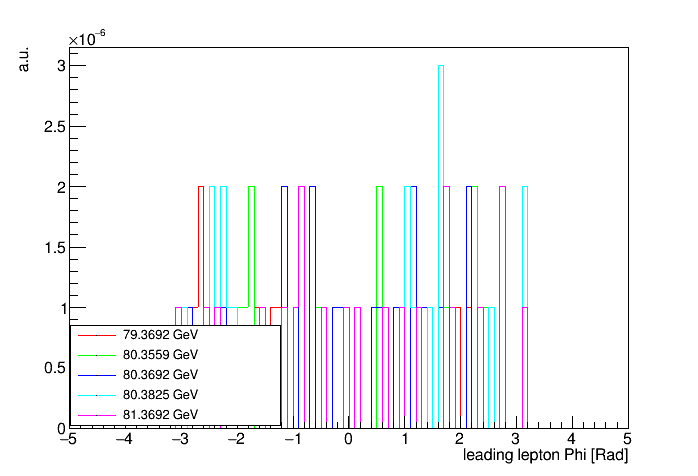 ×10⁻⁶
a.u.
3
2.5
2
1.5
1
0.5
0
79.3692 GeV
80.3559 GeV
80.3692 GeV
80.3825 GeV
81.3692 GeV
−5 −4 −3 −2 −1 0 1 2 3 4 5
leading lepton Phi [Rad]